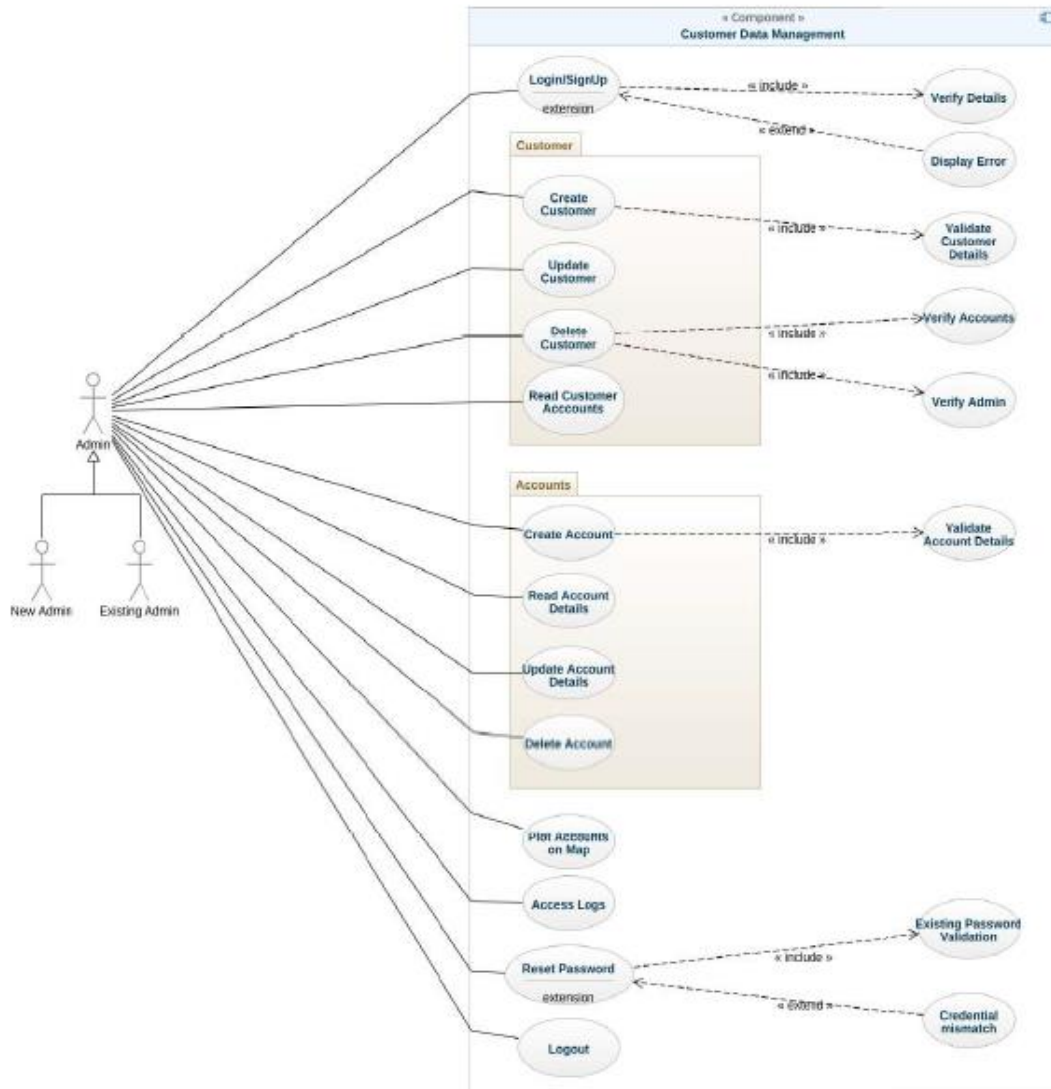 « Component »
Customer Data Management
Login/SignUp
extension
« include »
Verify Details
« extend »
Display Error
Customer
Create
Customer
« include »
Validate
Customer
Details
Update
Customer
Delete
Customer
« include »
Verify Accounts
« include »
Verify Admin
Read Customer
Acccounts
Admin
New Admin
Existing Admin
Accounts
Create Account
« include »
Validate
Account Details
Read Account
Details
Update Account
Details
Delete Account
Plot Accounts
on Map
Access Logs
Reset Password
extension
« include »
Existing Password
Validation
« extend »
Credential
mismatch
Logout